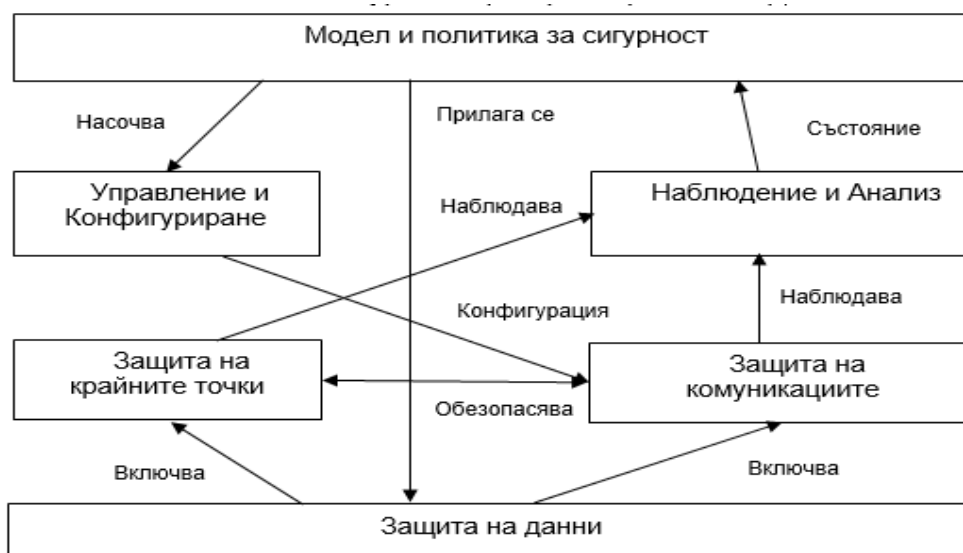 Модел и политика за сигурност
Насочва
Прилага се
Състояние
Управление и
Конфигуриране
Наблюдава
Наблюдение и Анализ
Конфигурация
Наблюдава
Защита на
крайните точки
Обезопасява
Защита на
комуникациите
Включва
Включва
Защита на данни